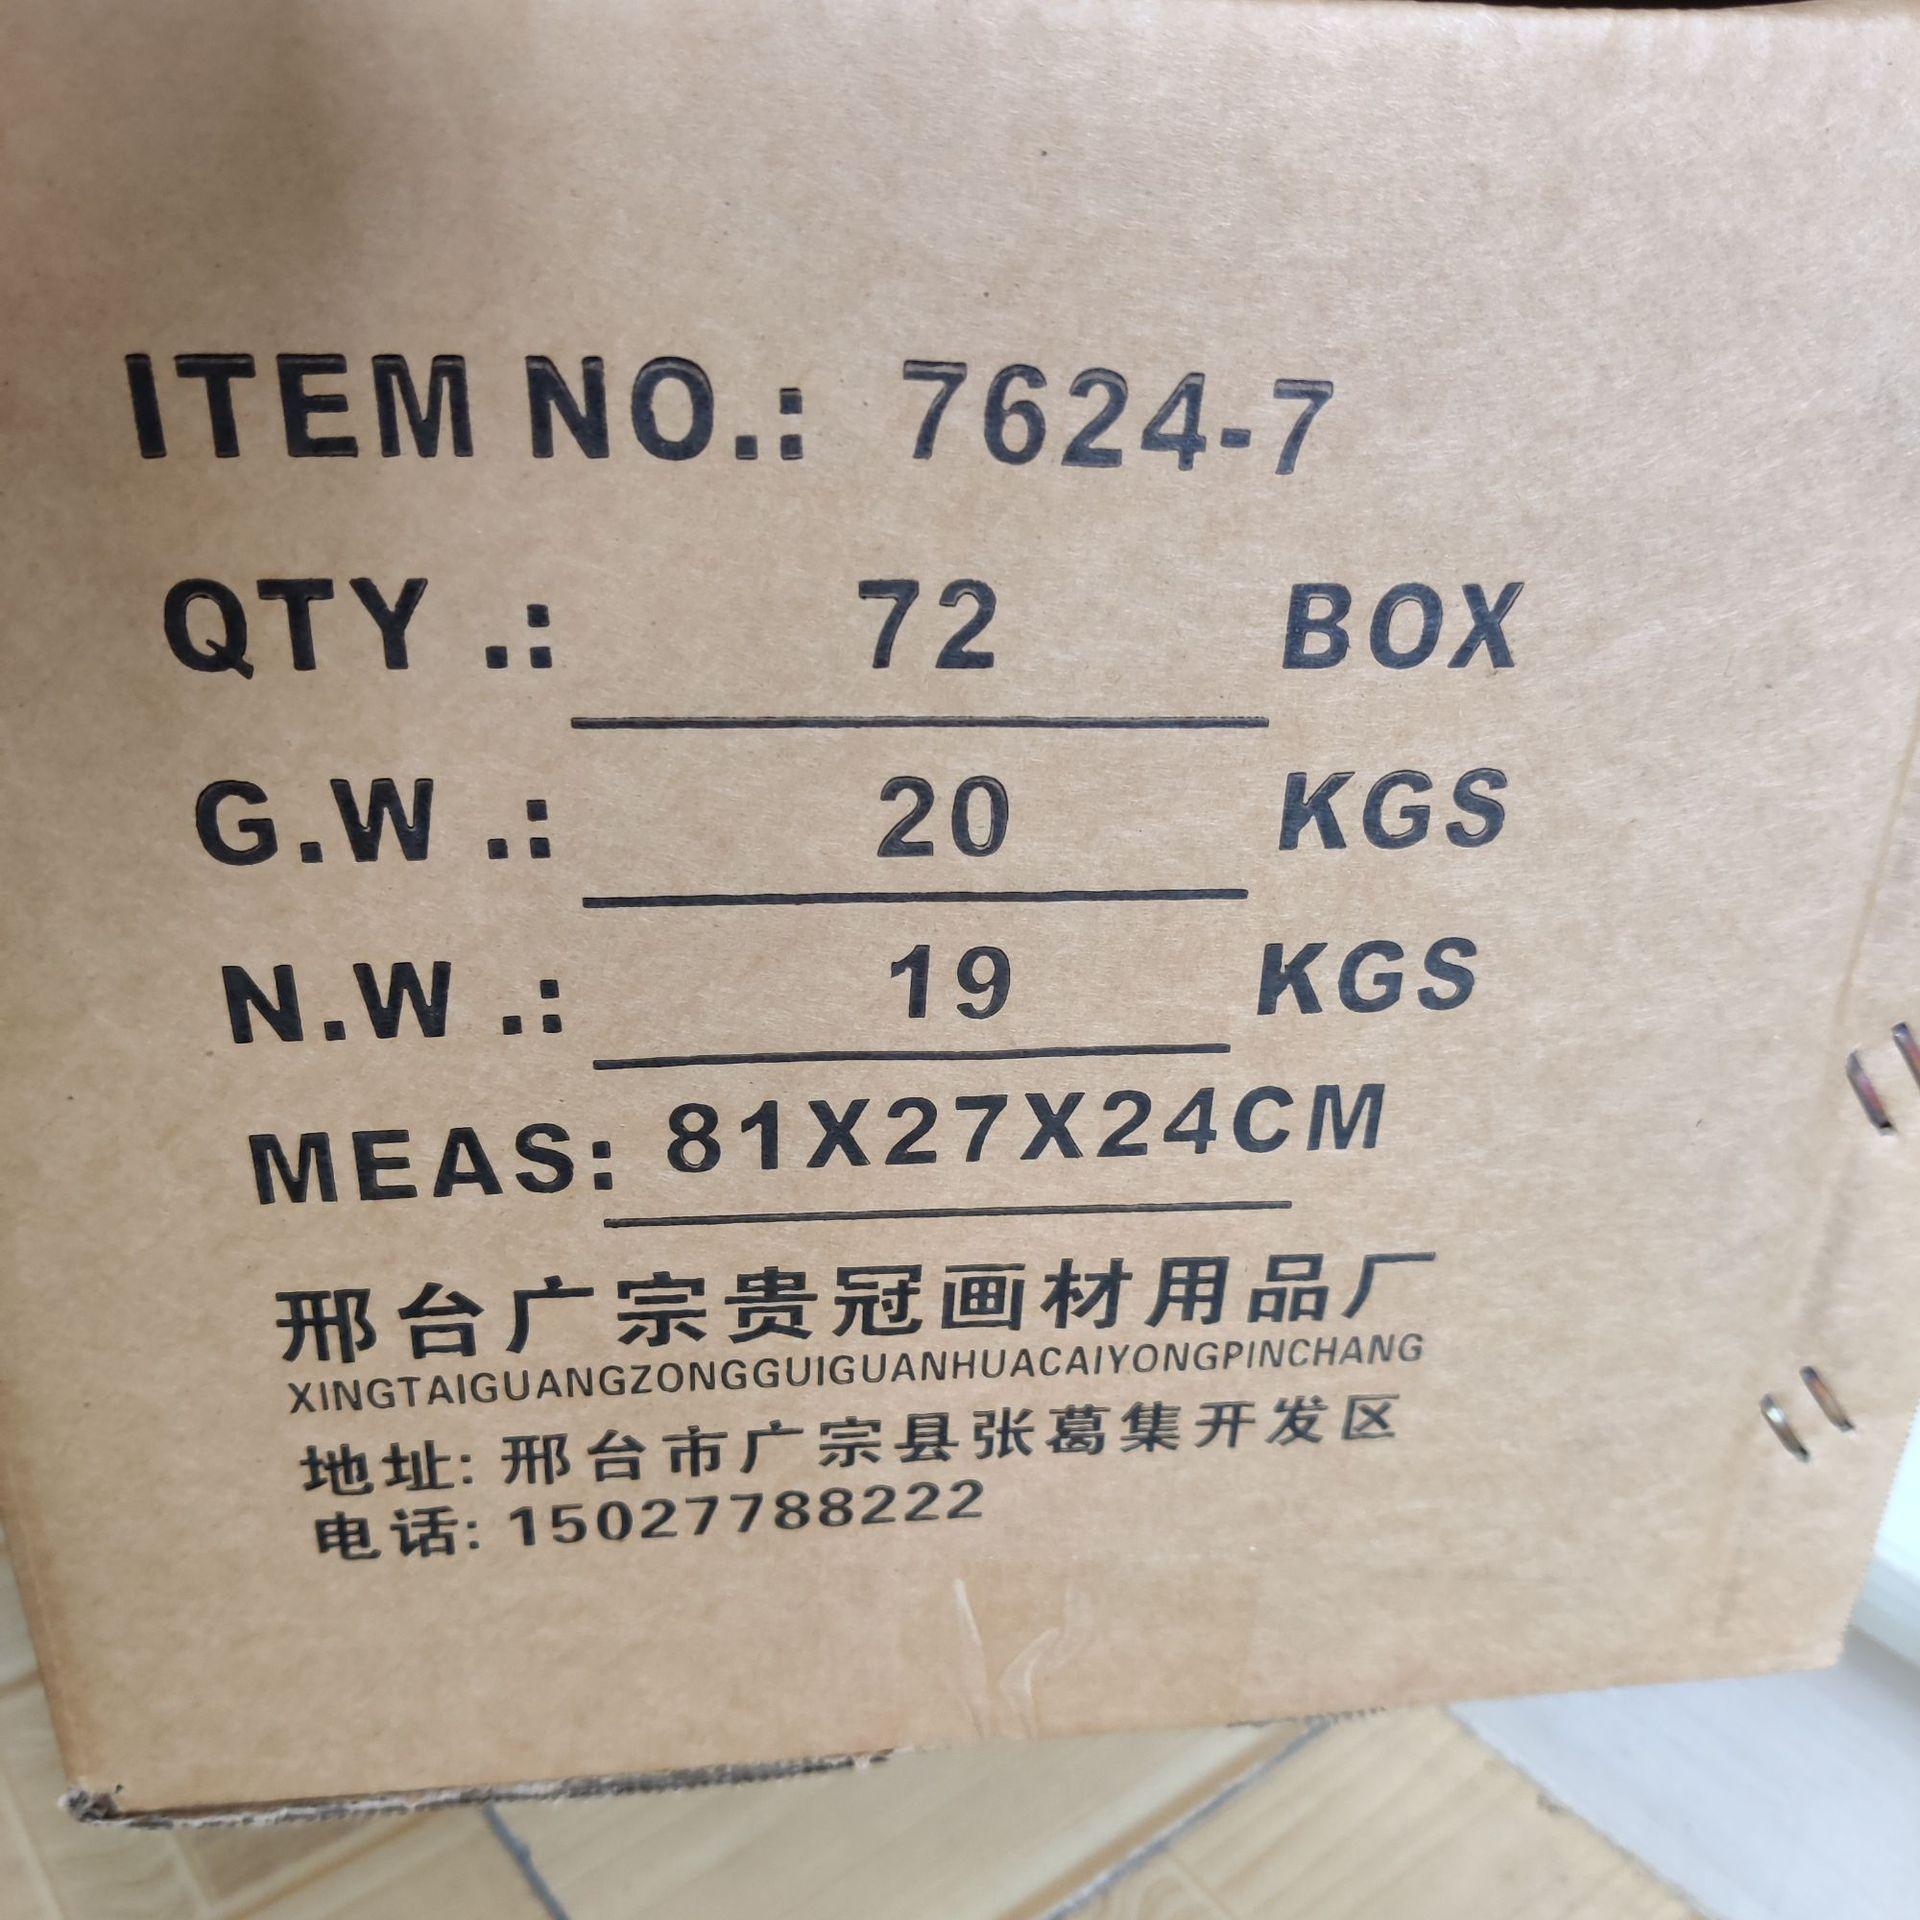 ITEM NO.: 7624-7
QTY.: 72 BOX
G.W.: 20 KGS
N.W.: 19 KGS
MEAS: 81X27X24CM
邢台广宗贵冠画材用品厂
XINGTAIGUANGZONGGUIGUANHUACAIYONGPINCHANG
地址: 邢台市广宗县张葛集开发区
电话: 15027788222